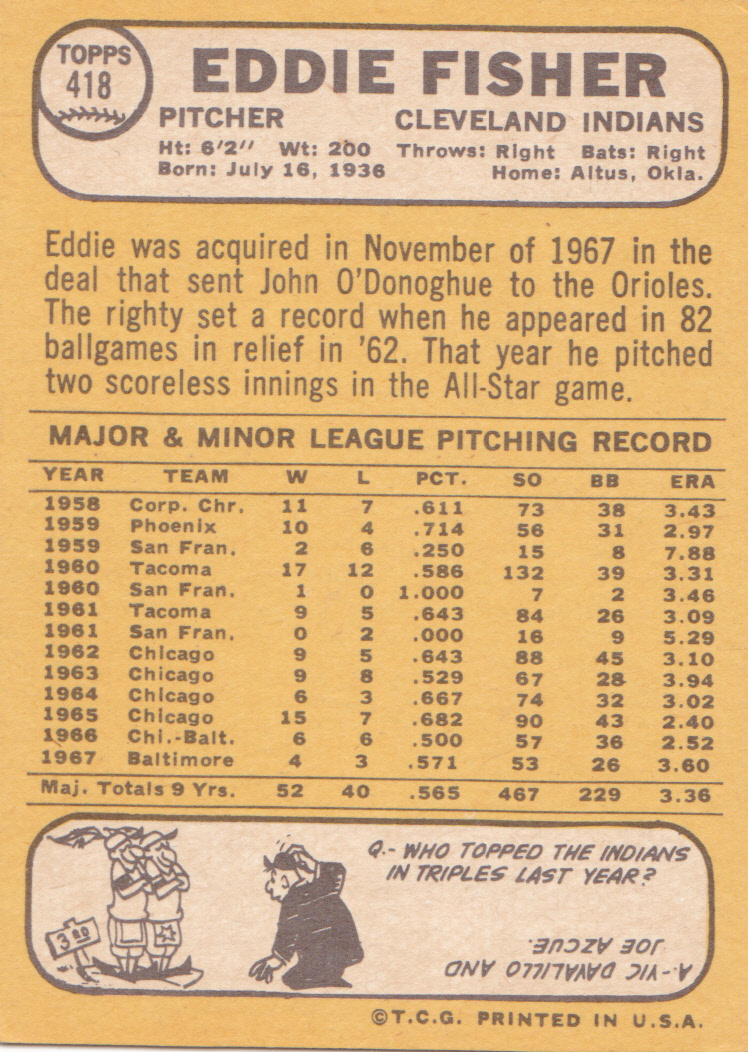 TOPPS
418
EDDIE FISHER
PITCHER CLEVELAND INDIANS
Ht: 6'2" Wt: 200 Throws: Right Bats: Right
Born: July 16, 1936 Home: Altus, Okla.
Eddie was acquired in November of 1967 in the
deal that sent John O'Donoghue to the Orioles.
The righty set a record when he appeared in 82
ballgames in relief in '62. That year he pitched
two scoreless innings in the All-Star game.
MAJOR & MINOR LEAGUE PITCHING RECORD
YEAR TEAM W L PCT. SO BB ERA
1958 Corp. Chr. 11 7 .611 73 38 3.43
1959 Phoenix 10 4 .714 56 31 2.97
1959 San Fran. 2 6 .250 15 8 7.88
1960 Tacoma 17 12 .586 132 39 3.31
1960 San Fran. 1 0 1.000 7 2 3.46
1961 Tacoma 9 5 .643 84 26 3.09
1961 San Fran. 0 2 .000 16 9 5.29
1962 Chicago 9 5 .643 88 45 3.10
1963 Chicago 9 8 .529 67 28 3.94
1964 Chicago 6 3 .667 74 32 3.02
1965 Chicago 15 7 .682 90 43 2.40
1966 Chi.-Balt. 6 6 .500 57 36 2.52
1967 Baltimore 4 3 .571 53 26 3.60
Maj. Totals 9 Yrs. 52 40 .565 467 229 3.36
Q.- WHO TOPPED THE INDIANS
IN TRIPLES LAST YEAR?
3RD
A.- VIC DAVALILLO AND
JOE AZCUE.
©T.C.G. PRINTED IN U.S.A.